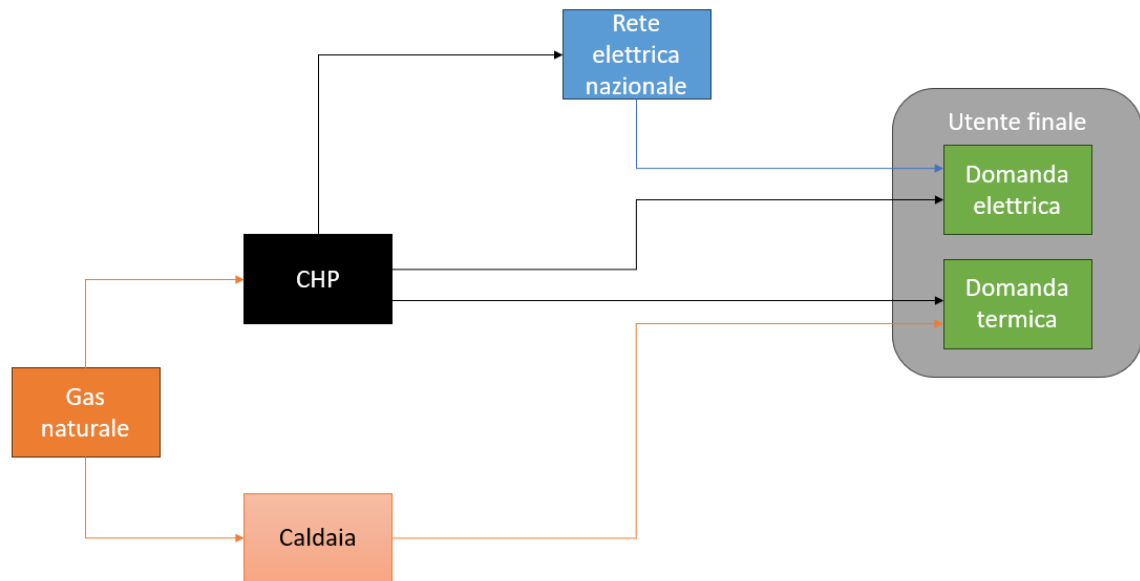 Rete
elettrica
nazionale
Utente finale
Domanda
elettrica
CHP
Domanda
termica
Gas
naturale
Caldaia